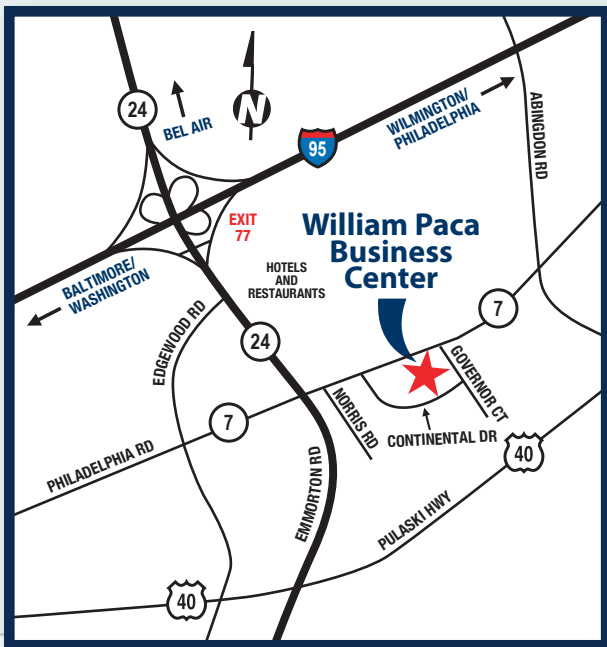 24
BEL AIR
N
95
WILMINGTON/
PHILADELPHIA
ABINGDON RD
EXIT
77
William Paca
Business
Center
HOTELS
AND
RESTAURANTS
BALTIMORE/
WASHINGTON
EDGEWOOD RD
24
7
7
GOVERNOR CT
NORRIS RD
CONTINENTAL DR
PHILADELPHIA RD
40
EMMORTON RD
PULASKI HWY
40